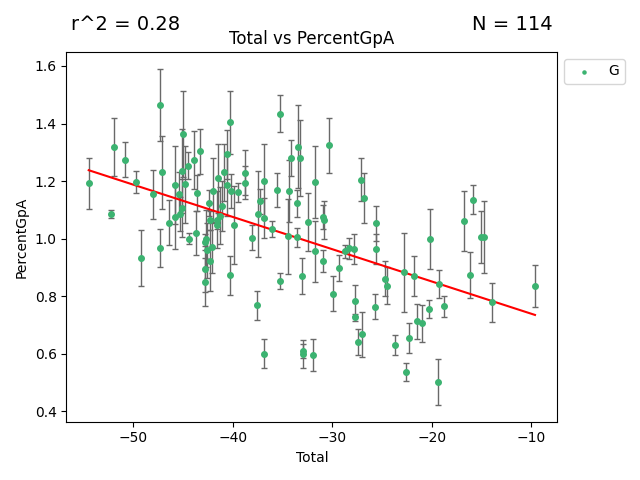 r^2 = 0.28
N = 114
Total vs PercentGpA
G
PercentGpA
1.6
1.4
1.2
1.0
0.8
0.6
0.4
−50
−40
−30
−20
−10
Total